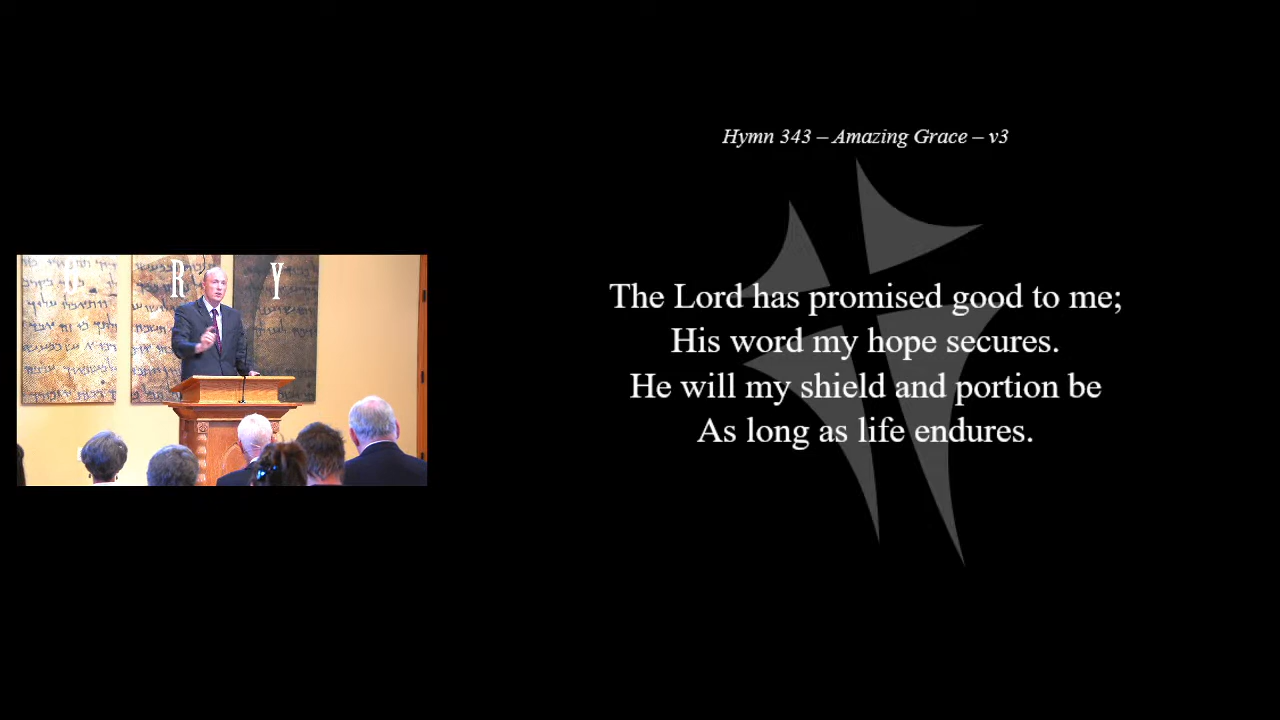 Hymn 343 – Amazing Grace – v3
The Lord has promised good to me;
His word my hope secures.
He will my shield and portion be
As long as life endures.
R Y